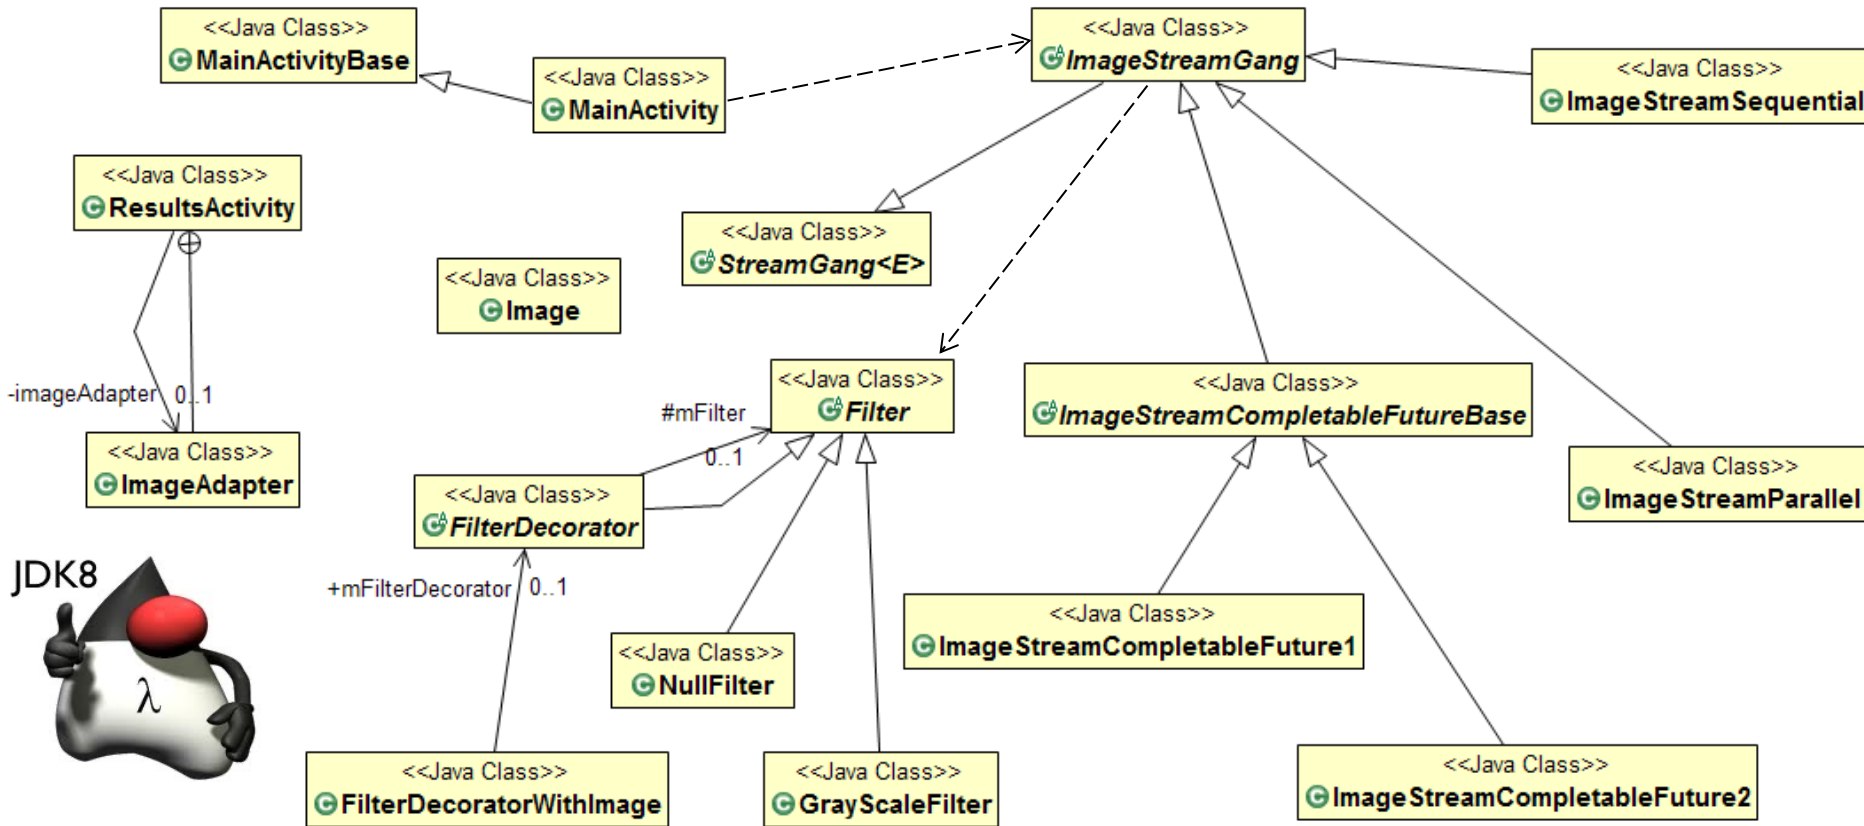 <<Java Class>>
MainActivityBase
<<Java Class>>
MainActivity
<<Java Class>>
ImageStreamGang
<<Java Class>>
ImageStreamSequential
<<Java Class>>
ResultsActivity
<<Java Class>>
StreamGang<E>
<<Java Class>>
Image
-imageAdapter 0..1
<<Java Class>>
ImageAdapter
<<Java Class>>
Filter
#mFilter
0..1
<<Java Class>>
ImageStreamCompletableFutureBase
<<Java Class>>
ImageStreamParallel
<<Java Class>>
FilterDecorator
+mFilterDecorator 0..1
JDK8
λ
<<Java Class>>
NullFilter
<<Java Class>>
ImageStreamCompletableFuture1
<<Java Class>>
FilterDecoratorWithImage
<<Java Class>>
GrayScaleFilter
<<Java Class>>
ImageStreamCompletableFuture2